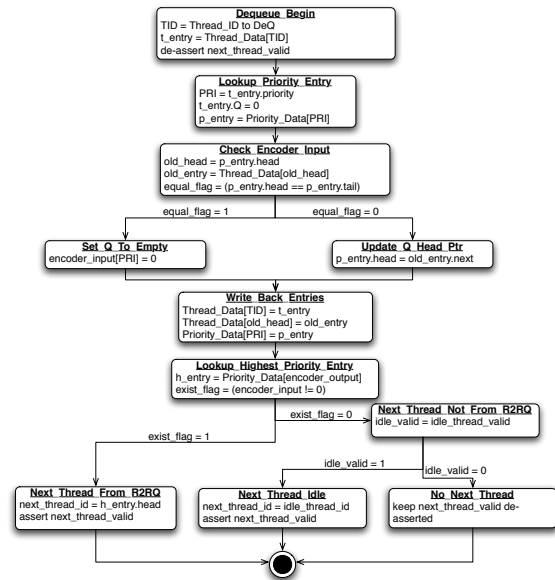 Dequeue_Begin
TID = Thread_ID to DeQ
t_entry = Thread_Data[TID]
de-assert next_thread_valid
Lookup_Priority_Entry
PRI = t_entry.priority
t_entry.Q = 0
p_entry = Priority_Data[PRI]
Check_Encoder_Input
old_head = p_entry.head
old_entry = Thread_Data[old_head]
equal_flag = (p_entry.head == p_entry.tail)
equal_flag = 1
equal_flag = 0
Set_Q_To_Empty
encoder_input[PRI] = 0
Update_Q_Head_Ptr
p_entry.head = old_entry.next
Write_Back_Entries
Thread_Data[TID] = t_entry
Thread_Data[old_head] = old_entry
Priority_Data[PRI] = p_entry
Lookup_Highest_Priority_Entry
h_entry = Priority_Data[encoder_output]
exist_flag = (encoder_input != 0)
exist_flag = 0
Next_Thread_Not_From_R2RQ
idle_valid = idle_thread_valid
exist_flag = 1
idle_valid = 1
idle_valid = 0
Next_Thread_From_R2RQ
next_thread_id = h_entry.head
assert next_thread_valid
Next_Thread_Idle
next_thread_id = idle_thread_id
assert next_thread_valid
No_Next_Thread
keep next_thread_valid de-
asserted